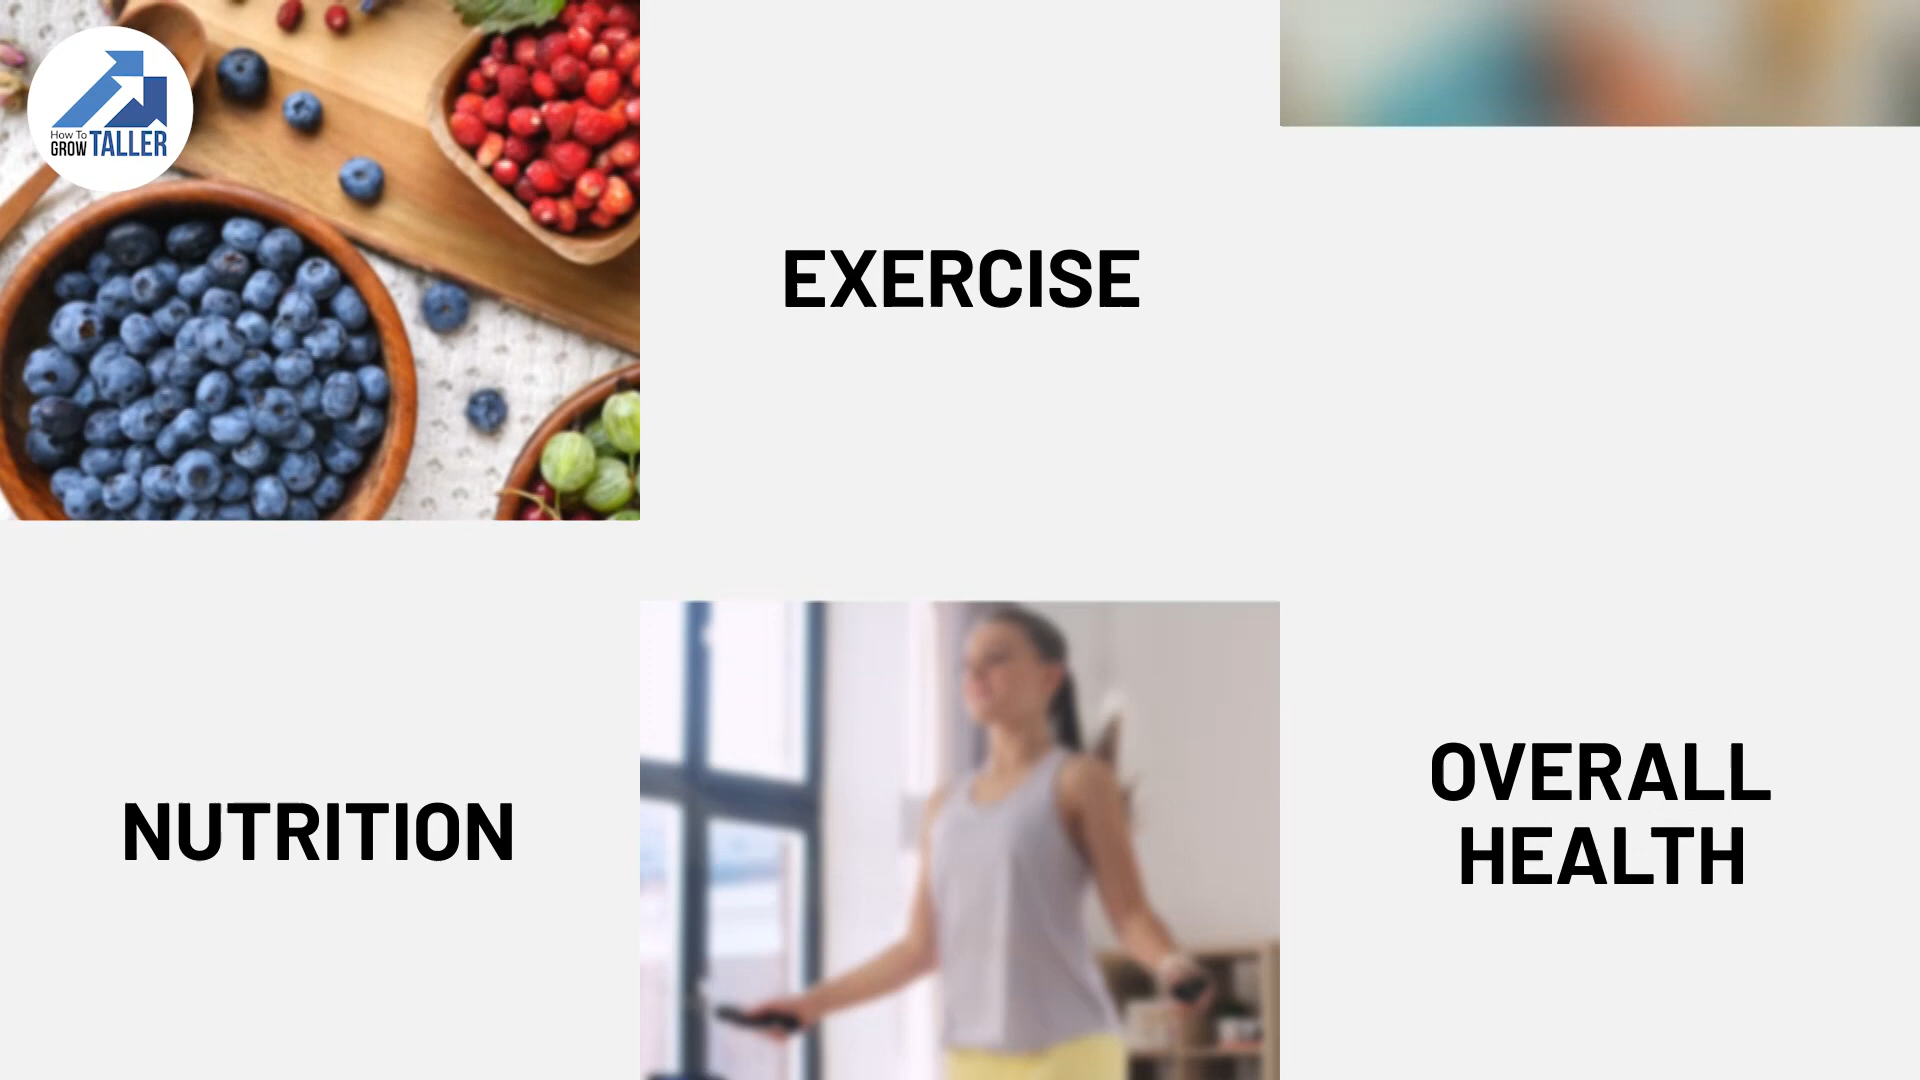 How To
GROW TALLER
EXERCISE
NUTRITION
OVERALL
HEALTH